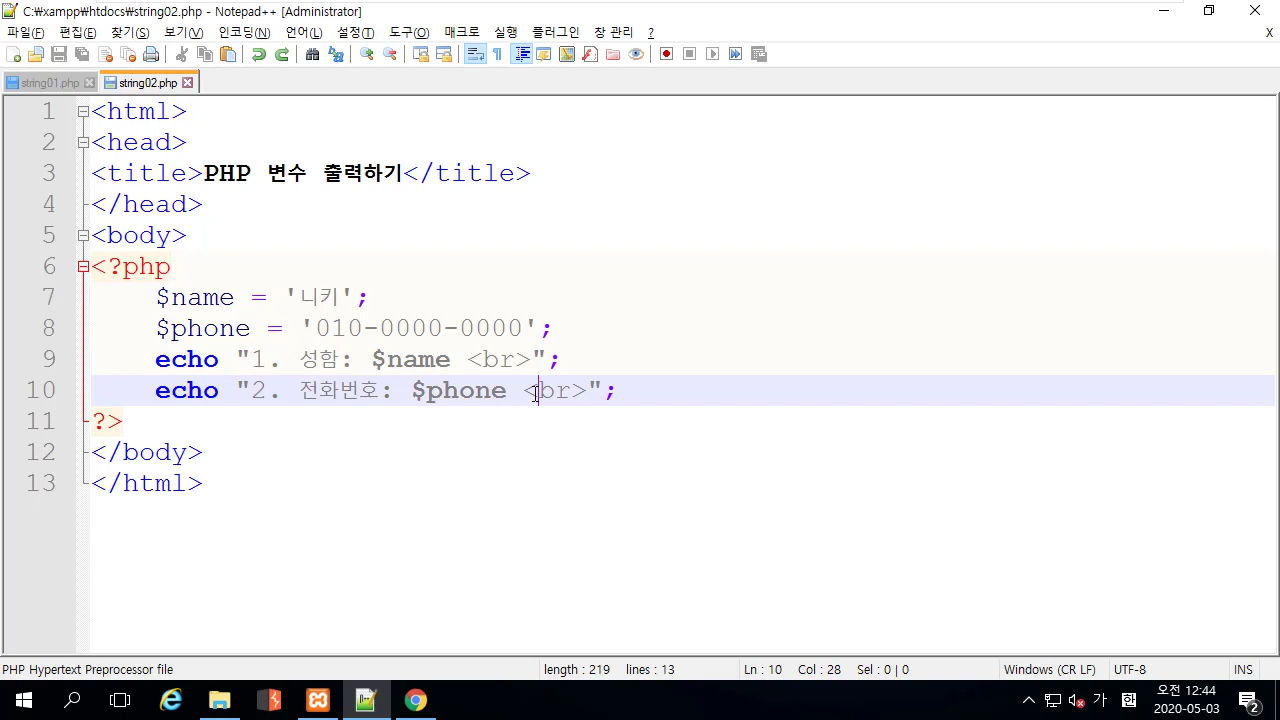 C:₩xampp₩htdocs₩string02.php - Notepad++ [Administrator]
파일(F) 편집(E) 찾기(S) 보기(V) 인코딩(N) 언어(L) 설정(T) 도구(O) 매크로 실행 플러그인 창 관리 ? X
string01.php string02.php
1 <html>
2 <head>
3 <title>PHP 변수 출력하기</title>
4 </head>
5 <body>
6 <?php
7 $name = '니키';
8 $phone = '010-0000-0000';
9 echo "1. 성함: $name <br>";
10 echo "2. 전화번호: $phone <br>";
11 ?>
12 </body>
13 </html>
PHP Hypertext Preprocessor file length : 219 lines : 13 Ln : 10 Col : 28 Sel : 0 | 0 Windows (CR LF) UTF-8 INS
가 한 오전 12:44
2020-05-03 2